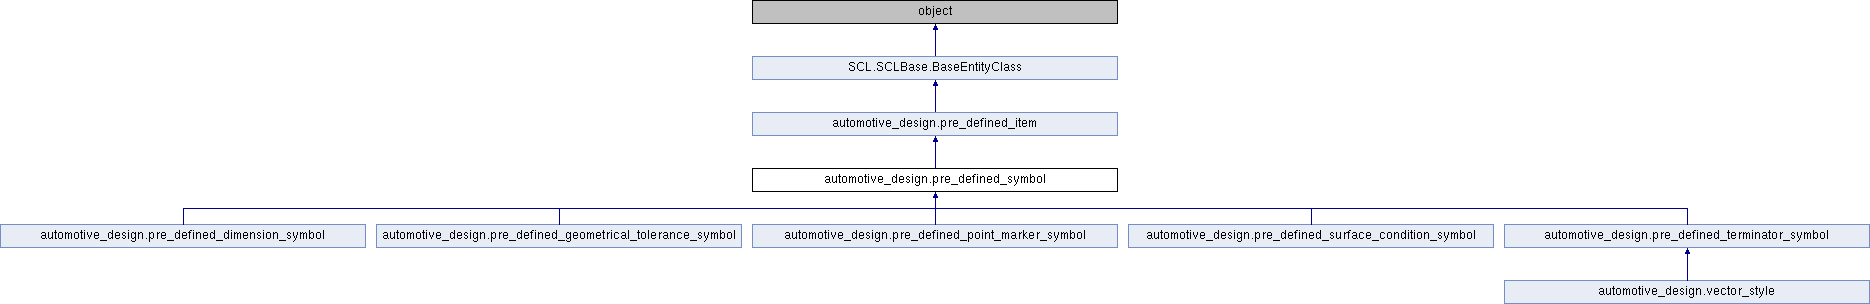 object
SCL.SCLBase.BaseEntityClass
automotive_design.pre_defined_item
automotive_design.pre_defined_symbol
automotive_design.pre_defined_dimension_symbol
automotive_design.pre_defined_geometrical_tolerance_symbol
automotive_design.pre_defined_point_marker_symbol
automotive_design.pre_defined_surface_condition_symbol
automotive_design.pre_defined_terminator_symbol
automotive_design.vector_style